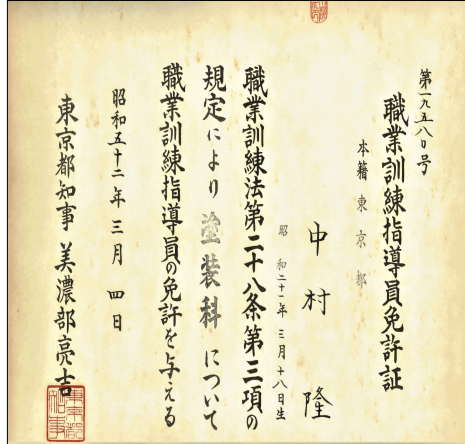 第一九五八〇号
職業訓練指導員免許証
本籍 東京都
中村 隆
昭和二十一年三月十八日生
職業訓練法第二十八条第三項の
規定により 塗装科 について
職業訓練指導員の免許を与える
昭和五十二年三月四日
東京都知事 美濃部亮吉
東京都
知事